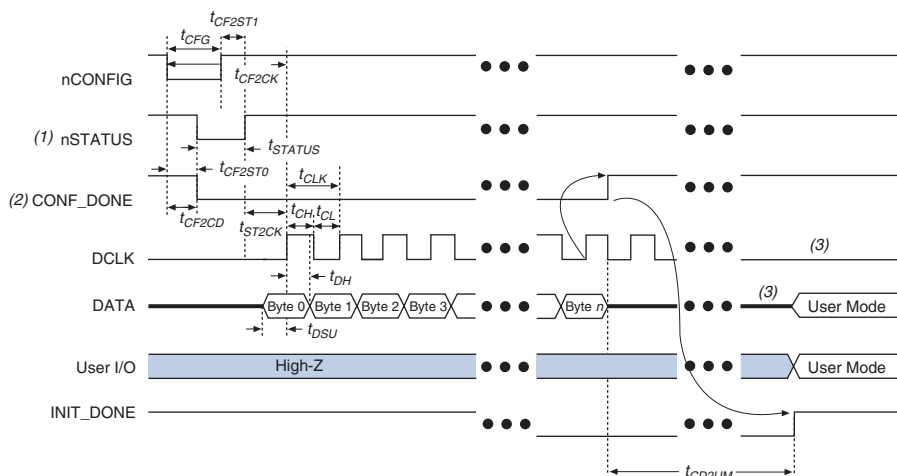 tCF2ST1
tCFG
nCONFIG
tCF2CK
(1) nSTATUS
tSTATUS
tCF2ST0
tCLK
(2) CONF_DONE
tCF2CD
tST2CK
tCH
tCL
DCLK
(3)
tDH
DATA
Byte 0
Byte 1
Byte 2
Byte 3
Byte n
(3)
User Mode
tDSU
User I/O
High-Z
User Mode
INIT_DONE
tCD2UM